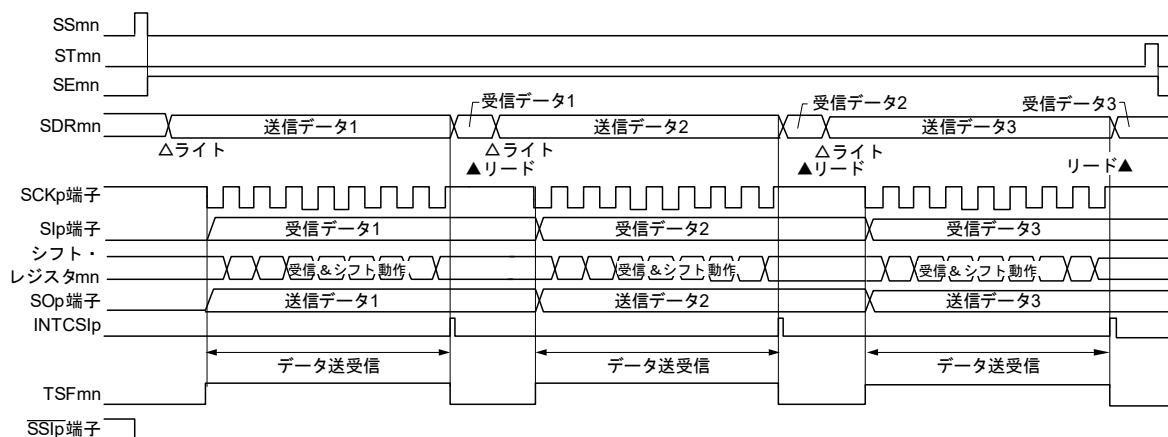 SSmn
STmn
SEmn
受信データ1
受信データ2
受信データ3
SDRmn
送信データ1
送信データ2
送信データ3
△ライト
△ライト
△ライト
▲リード
▲リード
リード▲
SCKp端子
SIp端子
受信データ1
受信データ2
受信データ3
シフト・
レジスタmn
受信&シフト動作
受信&シフト動作
受信&シフト動作
SOp端子
送信データ1
送信データ2
送信データ3
INTCSIp
データ送受信
データ送受信
データ送受信
TSFmn
SSIp端子